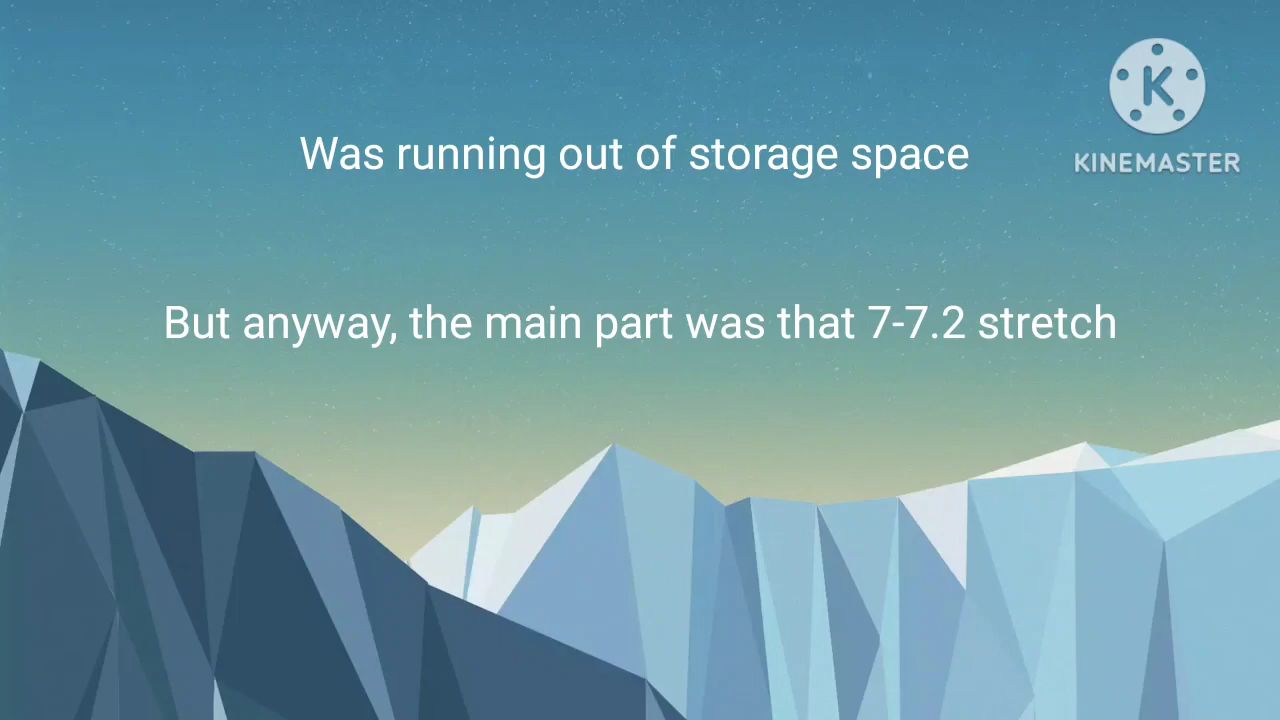 Was running out of storage space
K
KINEMASTER
But anyway, the main part was that 7-7.2 stretch